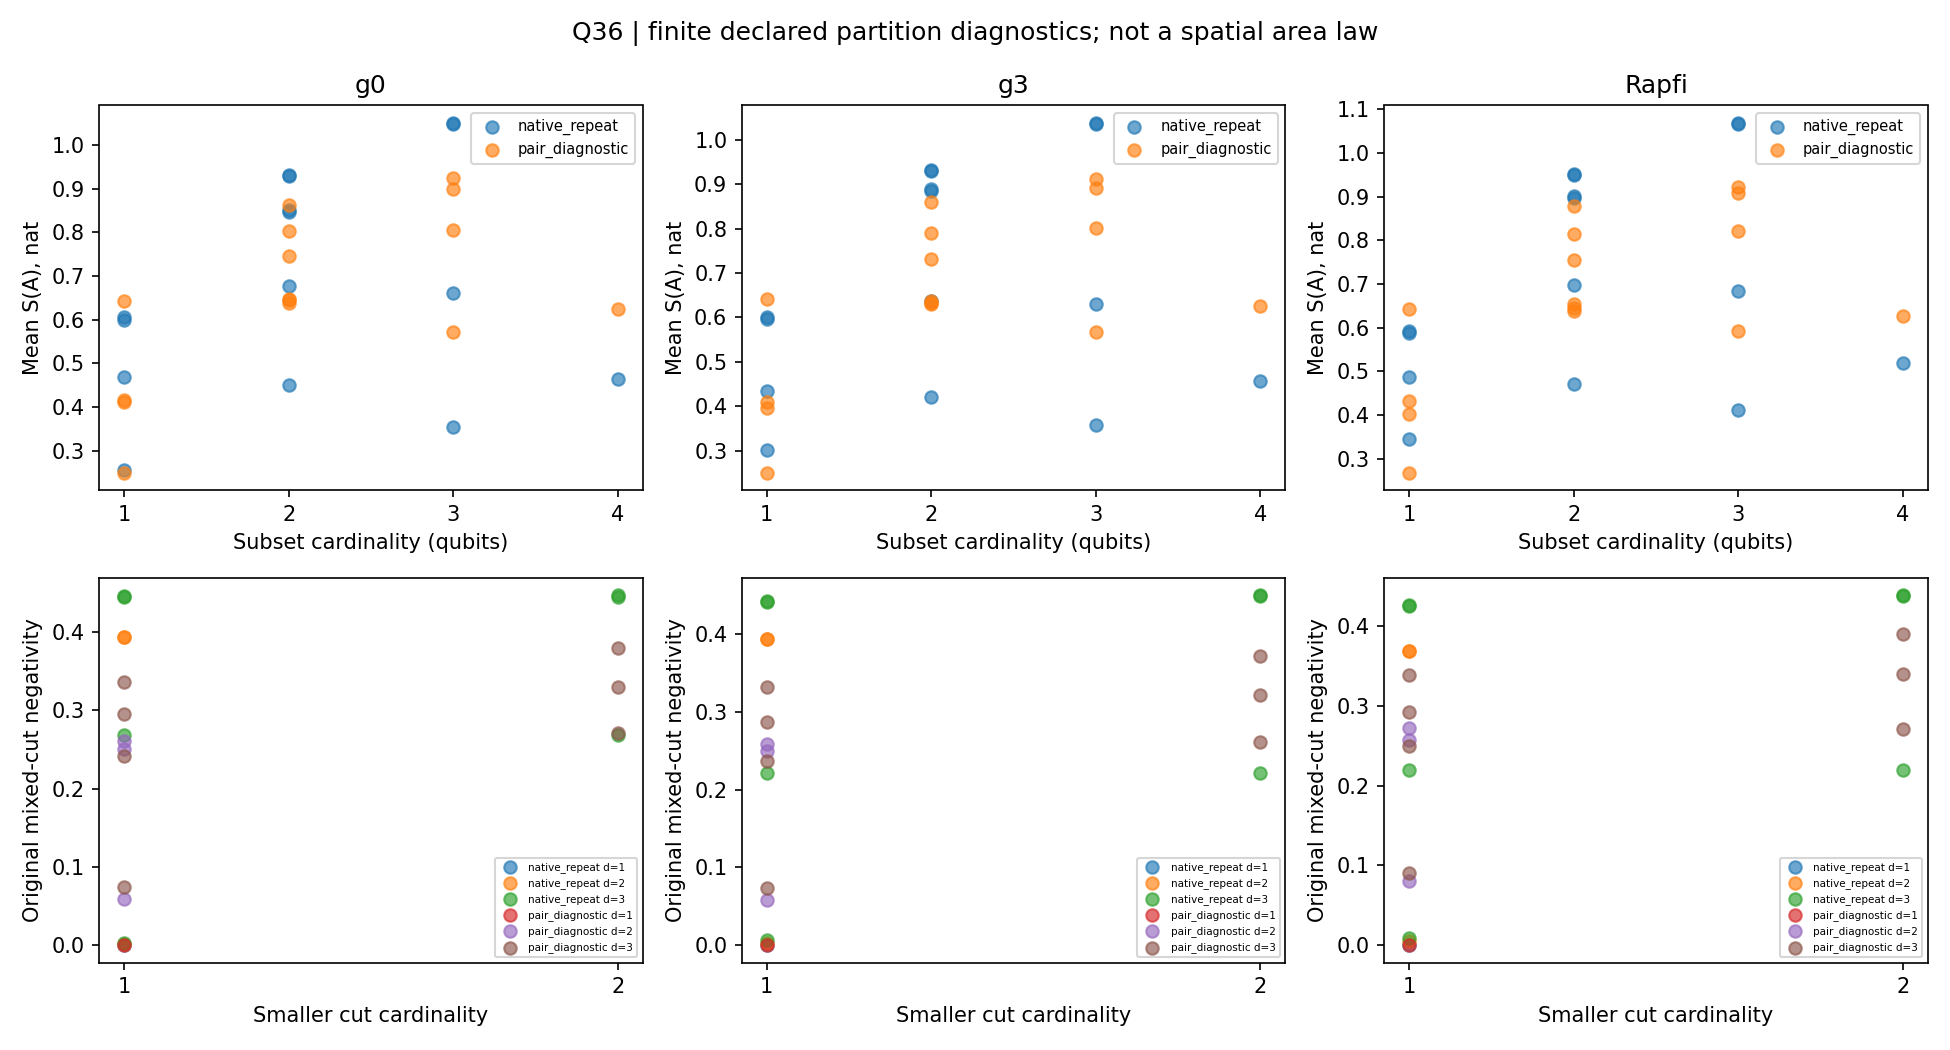 Q36 | finite declared partition diagnostics; not a spatial area law
g0
1.0
0.9
0.8
0.7
0.6
0.5
0.4
0.3
Mean S(A), nat
native_repeat
pair_diagnostic
1 2 3 4
Subset cardinality (qubits)
g3
1.0
0.9
0.8
0.7
0.6
0.5
0.4
0.3
Mean S(A), nat
native_repeat
pair_diagnostic
1 2 3 4
Subset cardinality (qubits)
Rapfi
1.1
1.0
0.9
0.8
0.7
0.6
0.5
0.4
0.3
Mean S(A), nat
native_repeat
pair_diagnostic
1 2 3 4
Subset cardinality (qubits)
0.4
0.3
0.2
0.1
0.0
Original mixed-cut negativity
native_repeat d=1
native_repeat d=2
native_repeat d=3
pair_diagnostic d=1
pair_diagnostic d=2
pair_diagnostic d=3
1 2
Smaller cut cardinality
0.4
0.3
0.2
0.1
0.0
Original mixed-cut negativity
native_repeat d=1
native_repeat d=2
native_repeat d=3
pair_diagnostic d=1
pair_diagnostic d=2
pair_diagnostic d=3
1 2
Smaller cut cardinality
0.4
0.3
0.2
0.1
0.0
Original mixed-cut negativity
native_repeat d=1
native_repeat d=2
native_repeat d=3
pair_diagnostic d=1
pair_diagnostic d=2
pair_diagnostic d=3
1 2
Smaller cut cardinality